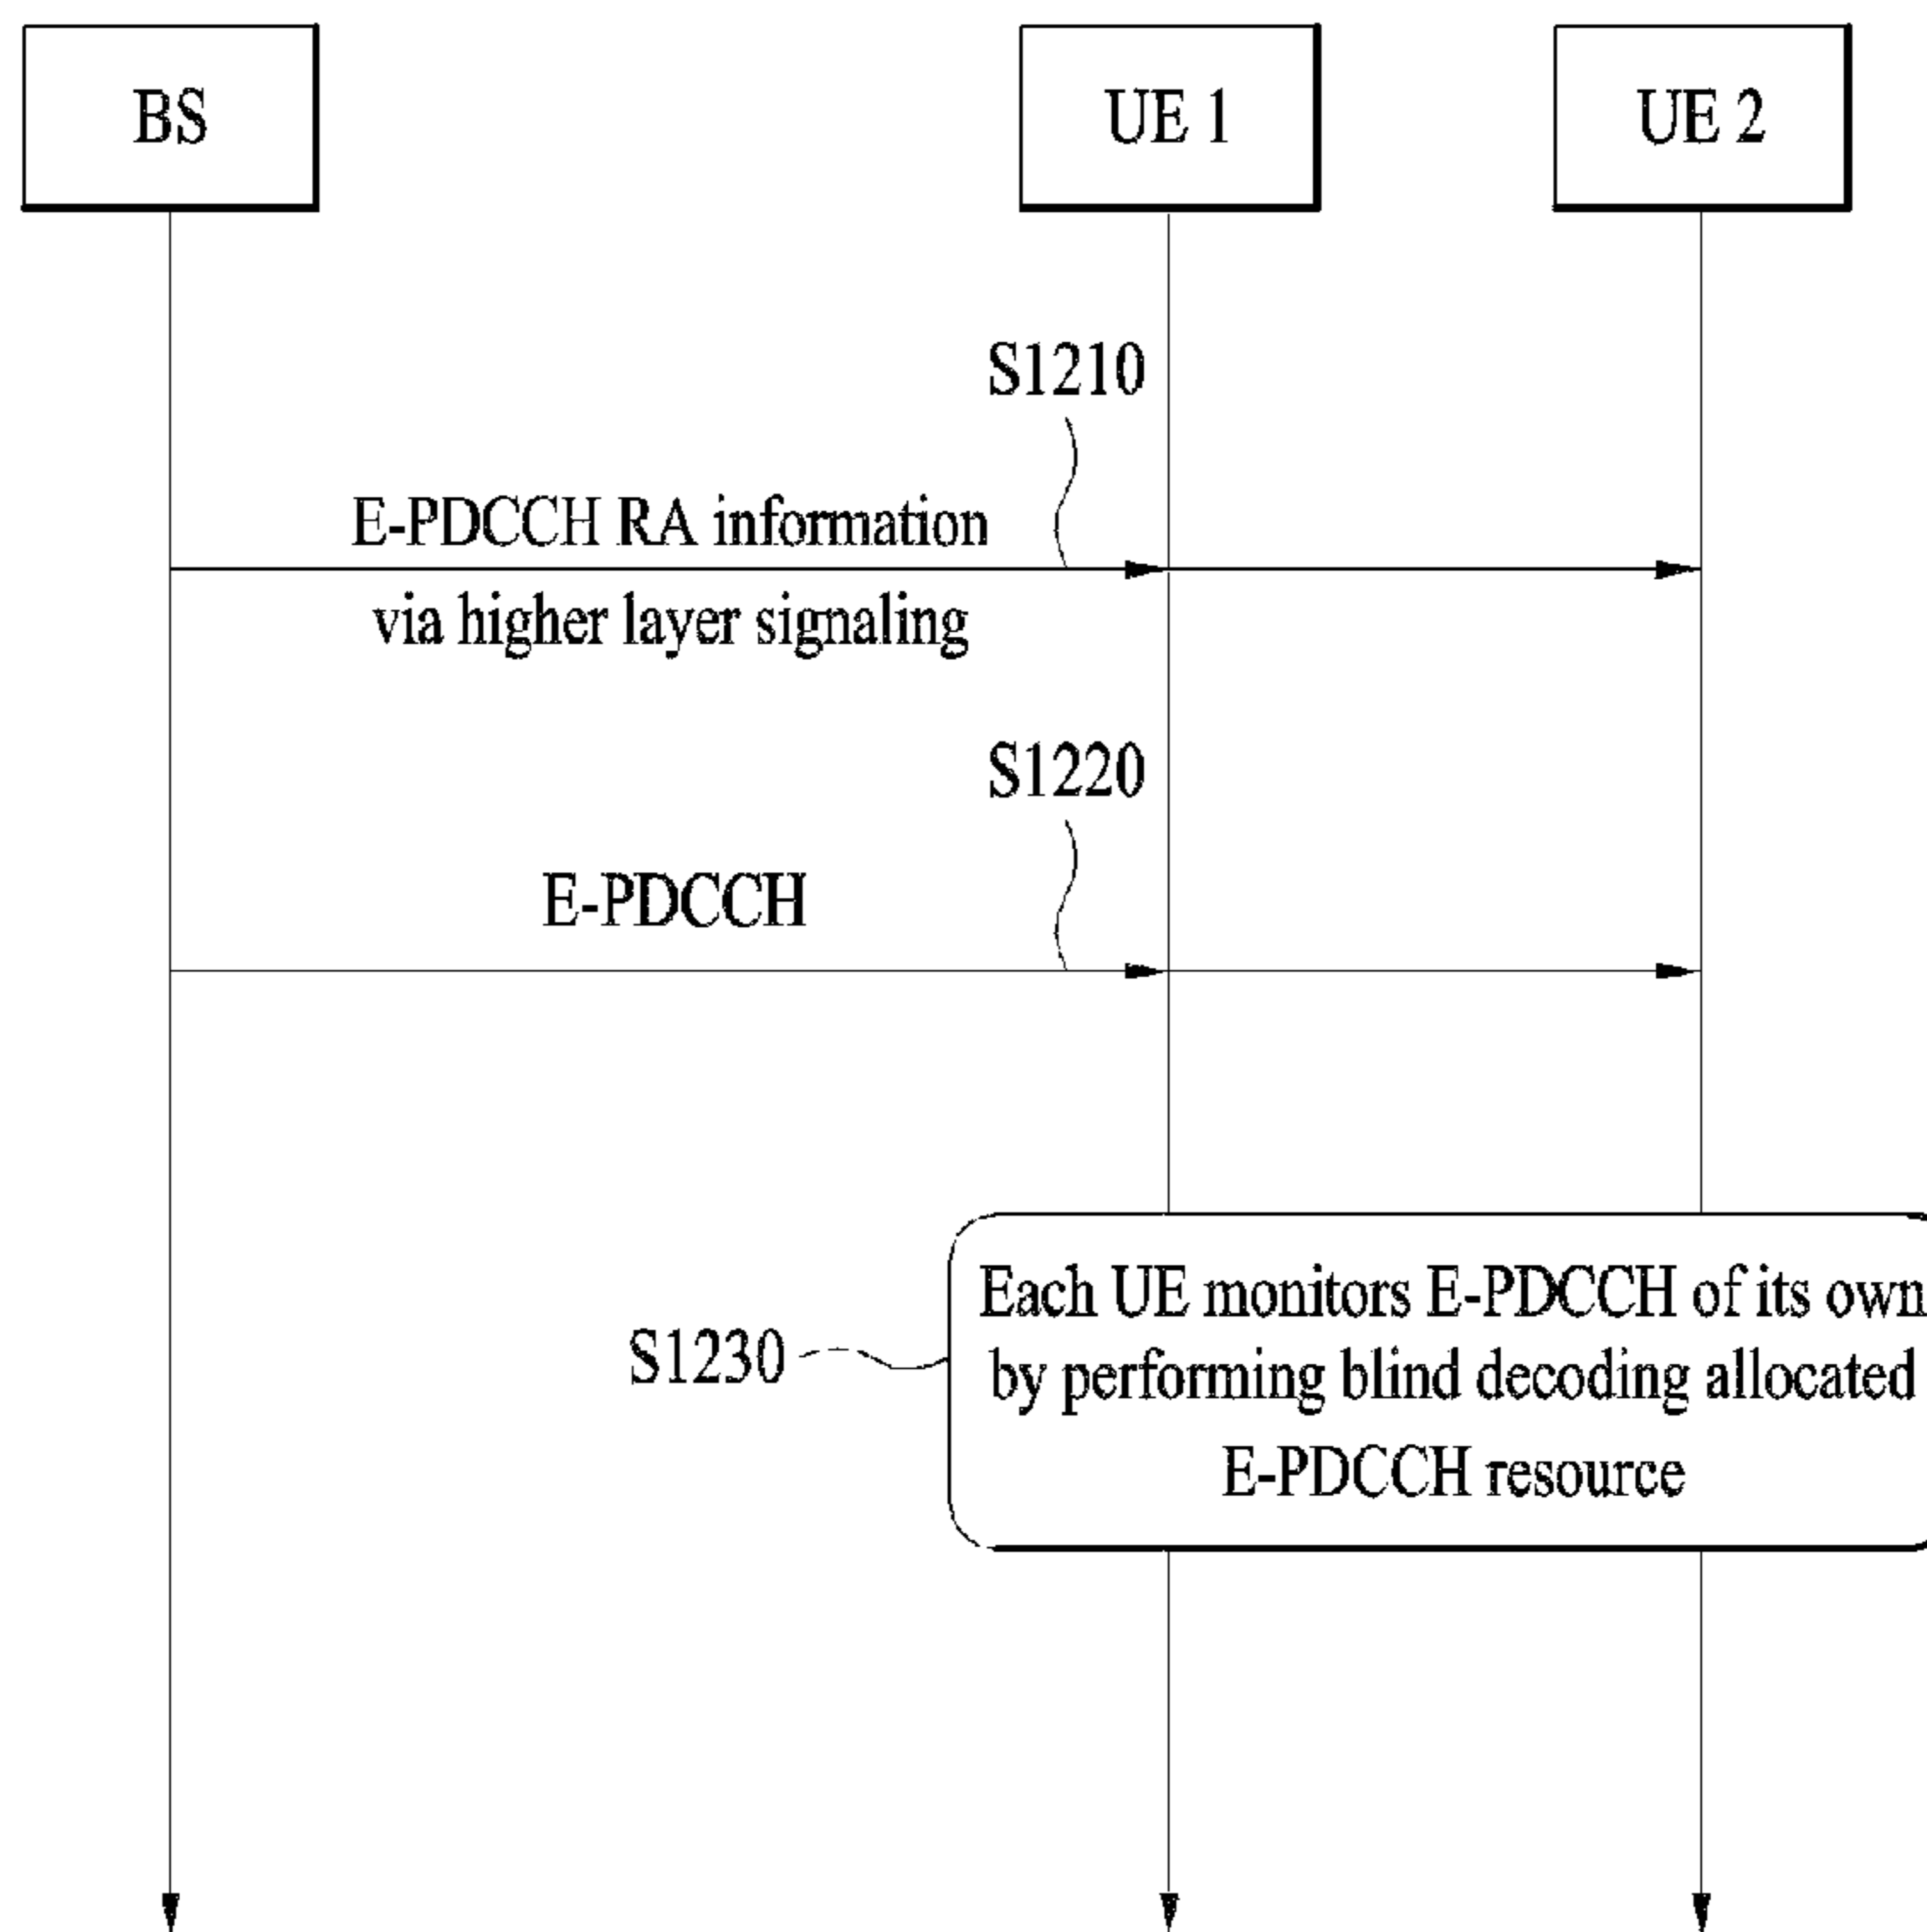 BS
UE 1
UE 2
S1210
E-PDCCH RA information
via higher layer signaling
S1220
E-PDCCH
Each UE monitors E-PDCCH of its own
S1230
by performing blind decoding allocated
E-PDCCH resource